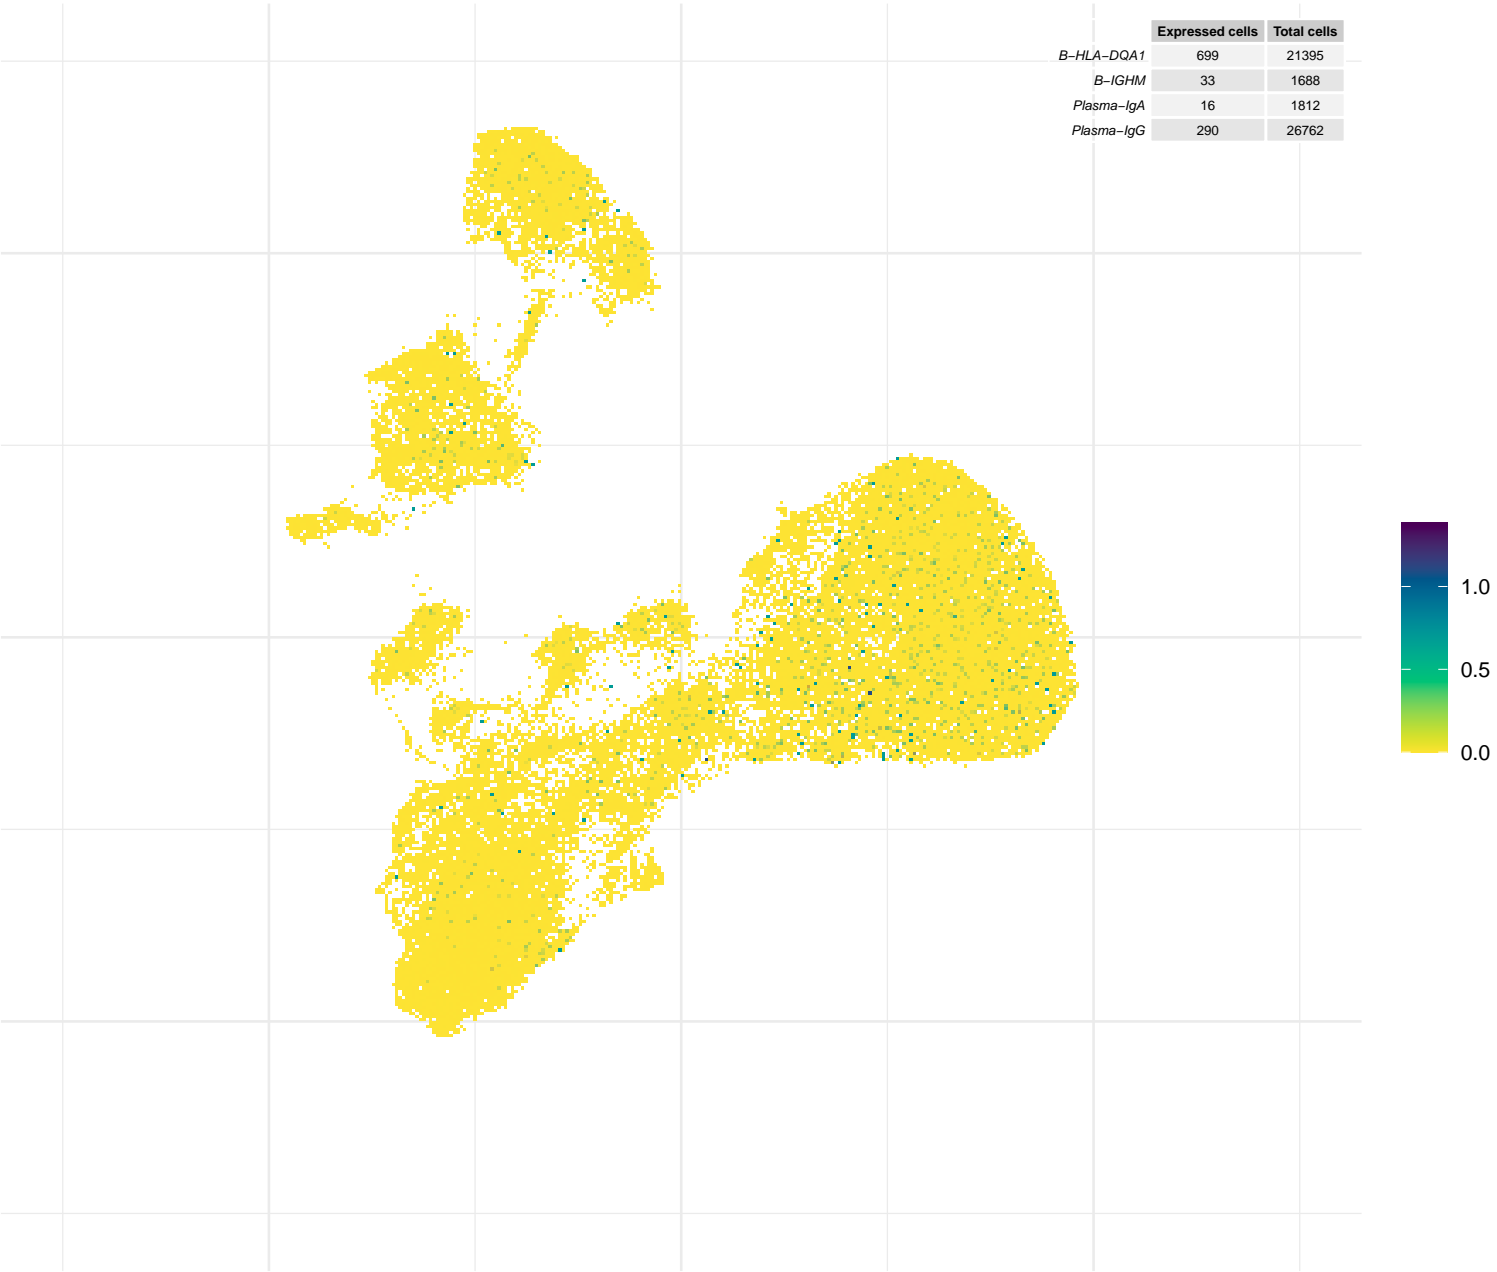 Expressed cells Total cells
B−HLA−DQA1 699 21395
B−IGHM 33 1688
Plasma−IgA 16 1812
Plasma−IgG 290 26762
1.0
0.5
0.0